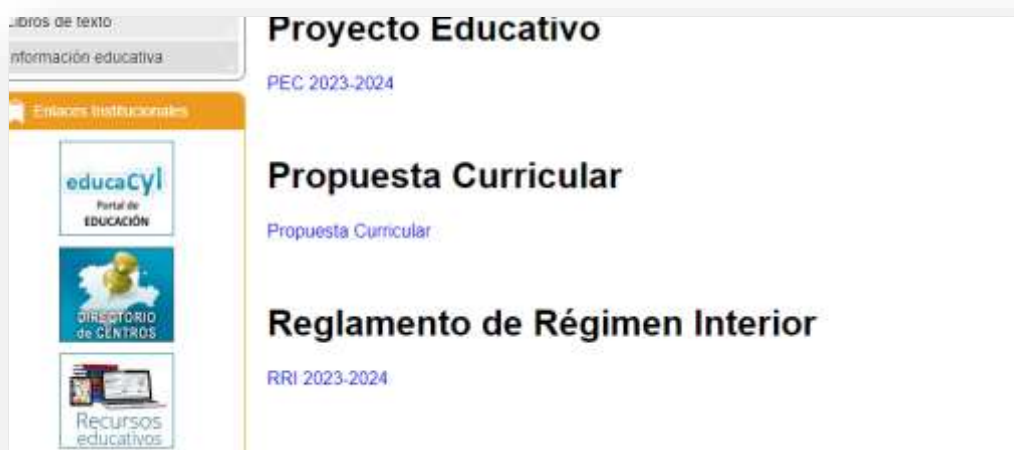 Libros de texto
nformación educativa
Enlaces Institucionales
educacyl
Portal de
EDUCACIÓN
DIRECTORIO
de CENTROS
Recursos
educativos
Proyecto Educativo
PEC 2023-2024
Propuesta Curricular
Propuesta Curricular
Reglamento de Régimen Interior
RRI 2023-2024